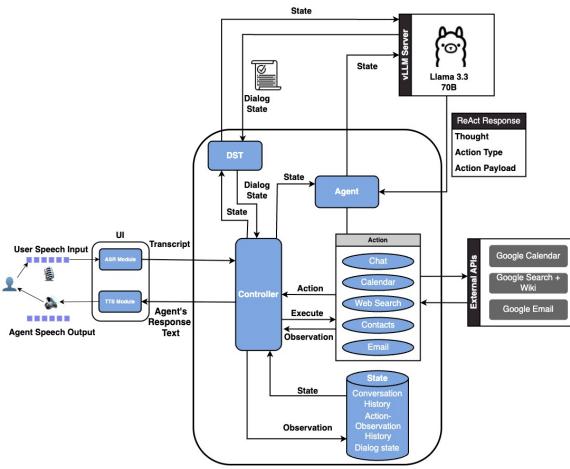 State
vLLM Server
Llama 3.3
70B
State
Dialog
State
ReAct Response
Thought
Action Type
Action Payload
DST
State
Dialog
State
State
Agent
UI
User Speech Input
ASR Module
Transcript
TTS Module
Agent Speech Output
Agent's
Response
Text
Controller
Action
Chat
Calendar
Web Search
Contacts
Email
Action
Execute
Observation
External APIs
Google Calendar
Google Search +
Wiki
Google Email
State
Observation
State
Conversation
History
Action-
Observation
History
Dialog state